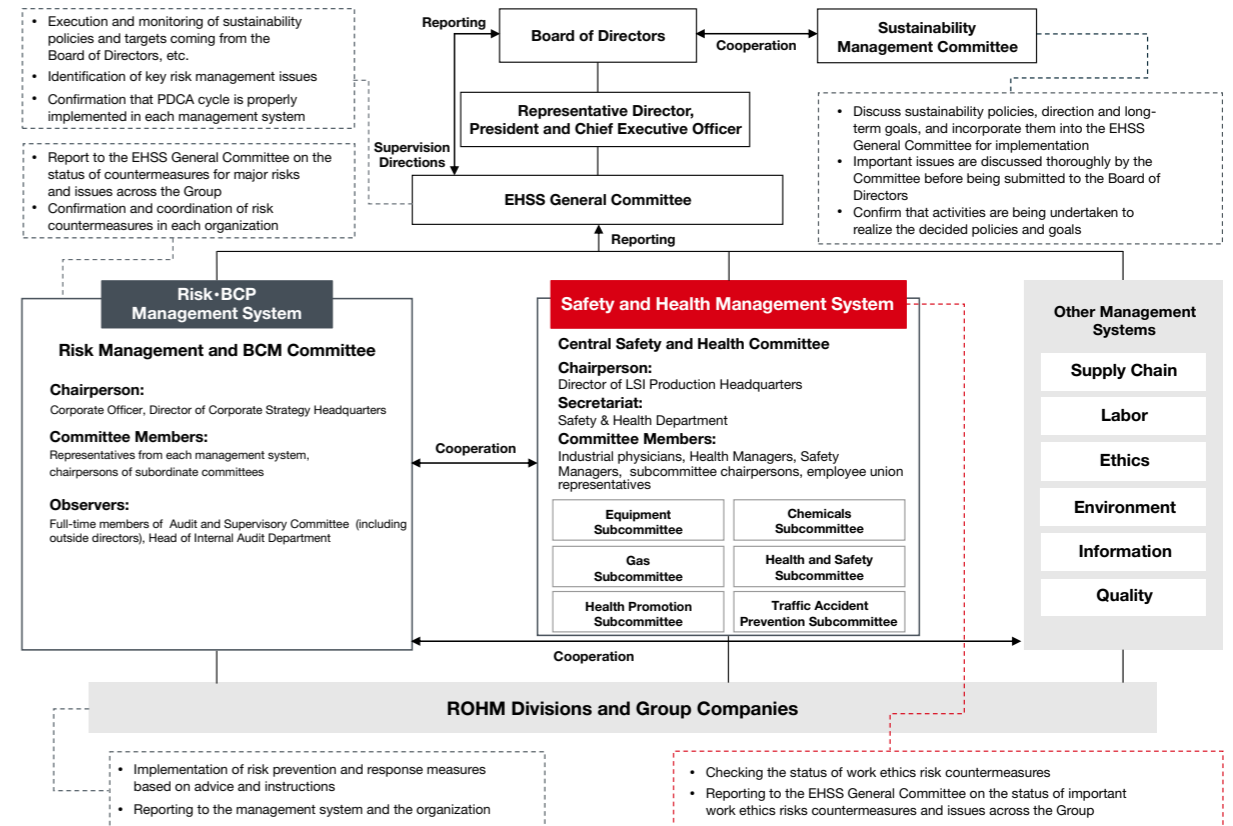 • Execution and monitoring of sustainability
policies and targets coming from the
Board of Directors, etc.
• Identification of key risk management issues
• Confirmation that PDCA cycle is properly
implemented in each management system
• Report to the EHSS General Committee on the
status of countermeasures for major risks
and issues across the Group
• Confirmation and coordination of risk
countermeasures in each organization
Reporting
Board of Directors
Cooperation
Sustainability
Management Committee
Representative Director,
President and Chief Executive Officer
Supervision
Directions
EHSS General Committee
Reporting
• Discuss sustainability policies, direction and long-
term goals, and incorporate them into the EHSS
General Committee for implementation
• Important issues are discussed thoroughly by the
Committee before being submitted to the Board of
Directors
• Confirm that activities are being undertaken to
realize the decided policies and goals
Risk・BCP
Management System
Risk Management and BCM Committee
Chairperson:
Corporate Officer, Director of Corporate Strategy Headquarters
Committee Members:
Representatives from each management system,
chairpersons of subordinate committees
Observers:
Full-time members of Audit and Supervisory Committee (including
outside directors), Head of Internal Audit Department
Cooperation
Safety and Health Management System
Central Safety and Health Committee
Chairperson:
Director of LSI Production Headquarters
Secretariat:
Safety & Health Department
Committee Members:
Industrial physicians, Health Managers, Safety
Managers, subcommittee chairpersons, employee union
representatives
Equipment
Subcommittee
Chemicals
Subcommittee
Gas
Subcommittee
Health and Safety
Subcommittee
Health Promotion
Subcommittee
Traffic Accident
Prevention Subcommittee
Other Management
Systems
Supply Chain
Labor
Ethics
Environment
Information
Quality
Cooperation
ROHM Divisions and Group Companies
• Implementation of risk prevention and response measures
based on advice and instructions
• Reporting to the management system and the organization
• Checking the status of work ethics risk countermeasures
• Reporting to the EHSS General Committee on the status of important
work ethics risks countermeasures and issues across the Group